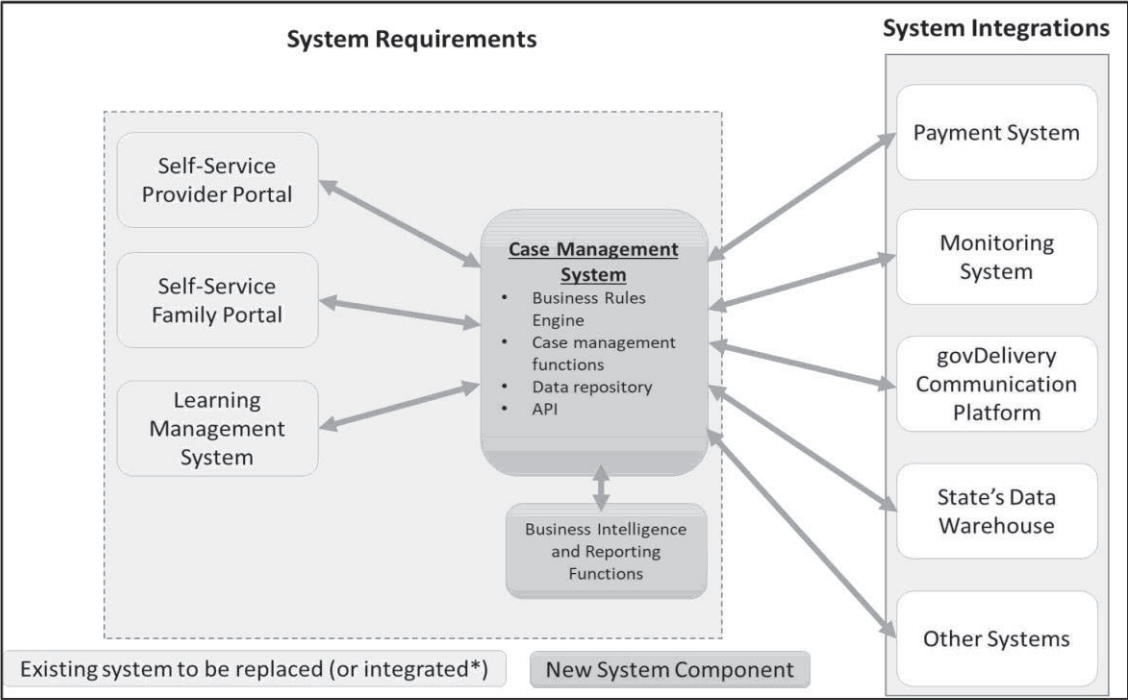 System Requirements
System Integrations
Self-Service
Provider Portal
Self-Service
Family Portal
Learning
Management
System
Case Management
System
• Business Rules
Engine
• Case management
functions
• Data repository
• API
Business Intelligence
and Reporting
Functions
Payment System
Monitoring
System
govDelivery
Communication
Platform
State's Data
Warehouse
Other Systems
Existing system to be replaced (or integrated*)
New System Component